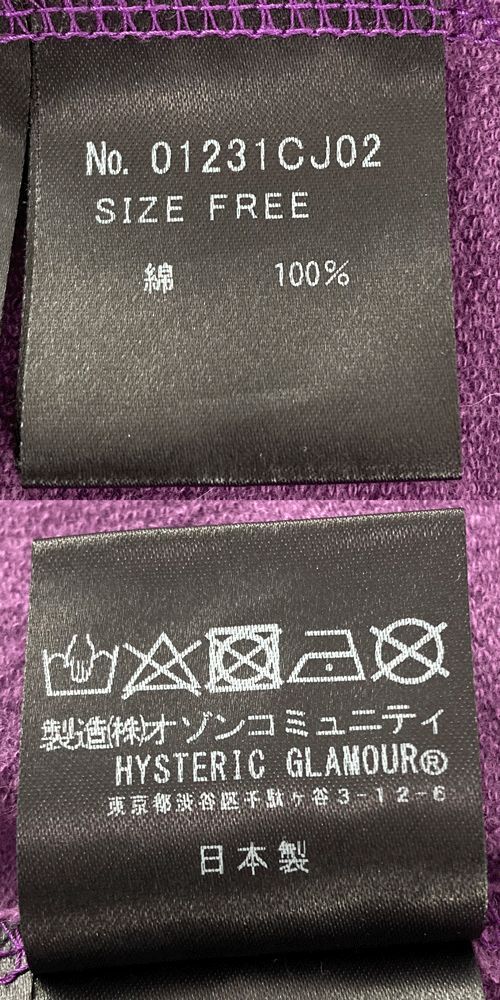 No. 01231CJ02
SIZE FREE
綿 100%
製造(株)オゾンコミュニティ
HYSTERIC GLAMOUR®
東京都渋谷区千駄ヶ谷3-12-6
日本製